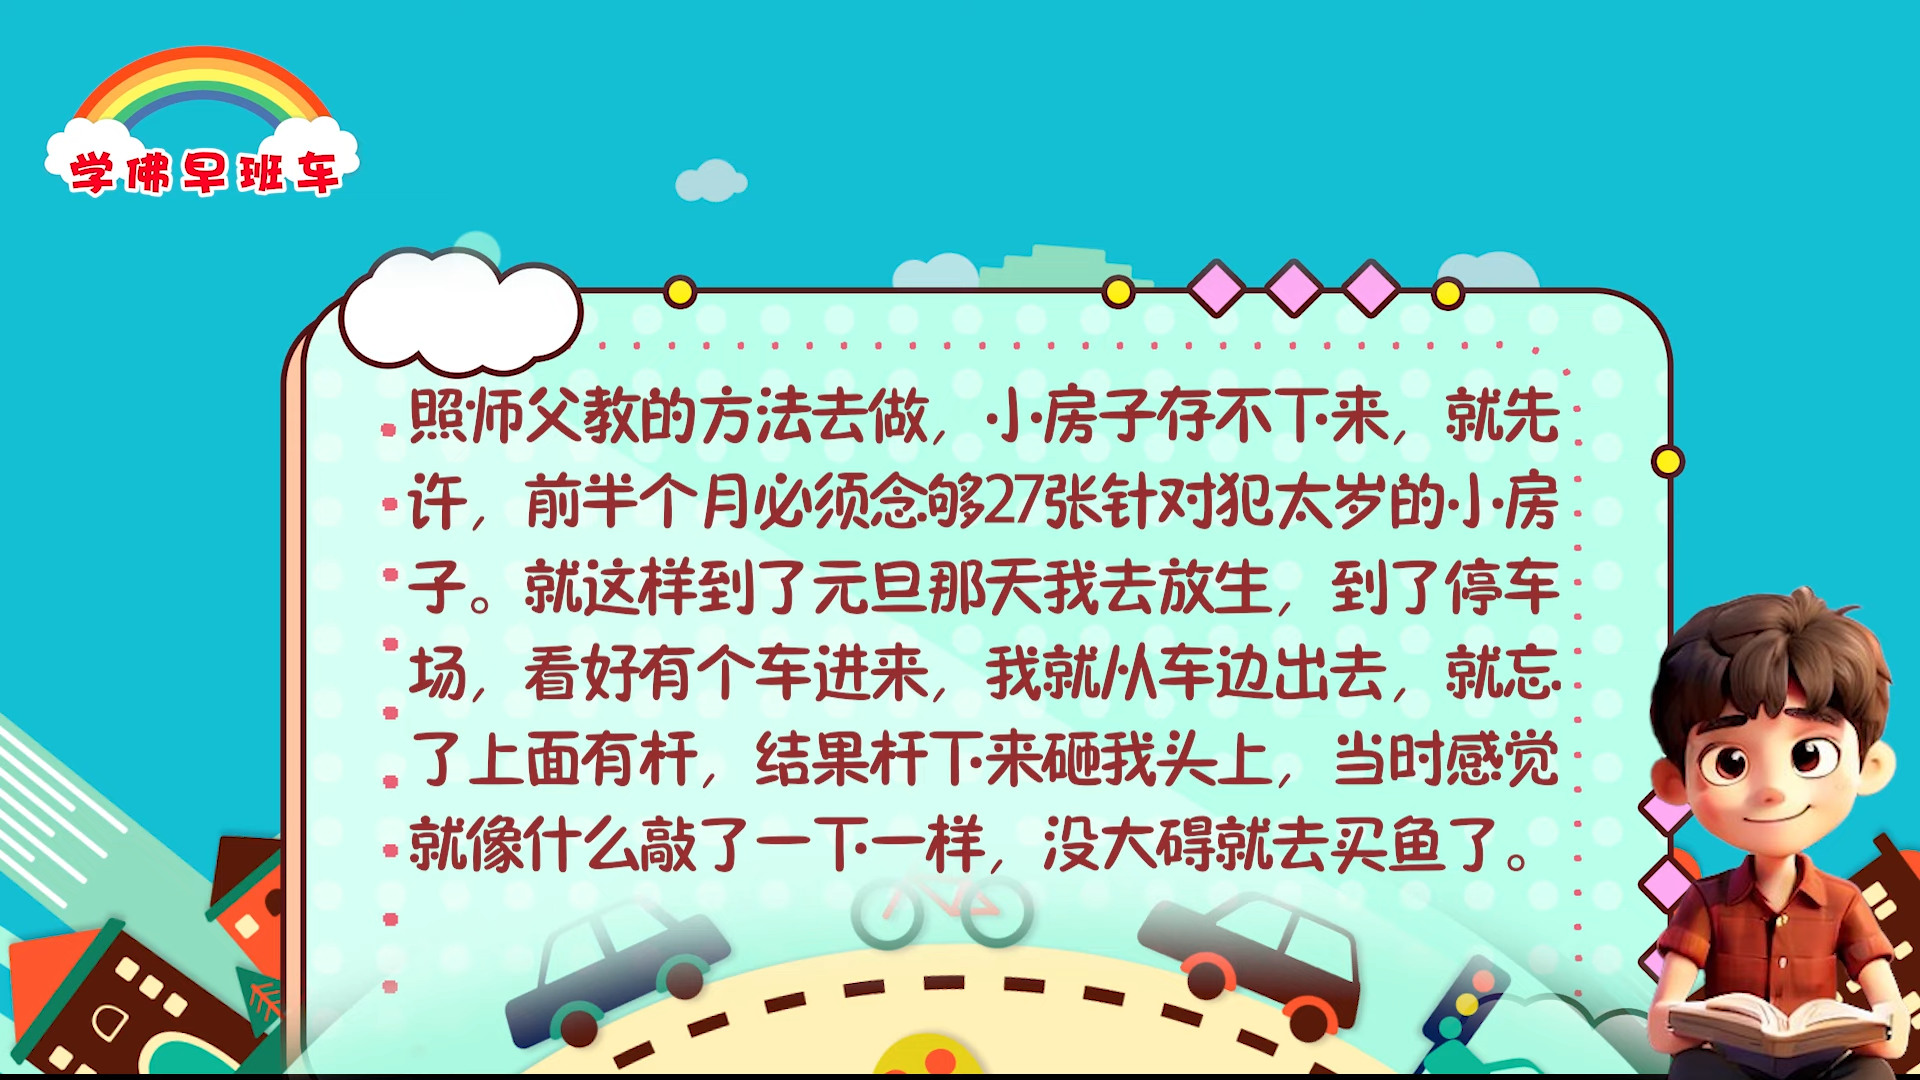 学佛早班车
照师父教的方法去做，小房子存不下来，就先
许，前半个月必须念够27张针对犯太岁的小房
子。就这样到了元旦那天我去放生，到了停车
场，看好有个车进来，我就从车边出去，就忘
了上面有杆，结果杆下来砸我头上，当时感觉
就像什么敲了一下一样，没大碍就去买鱼了。